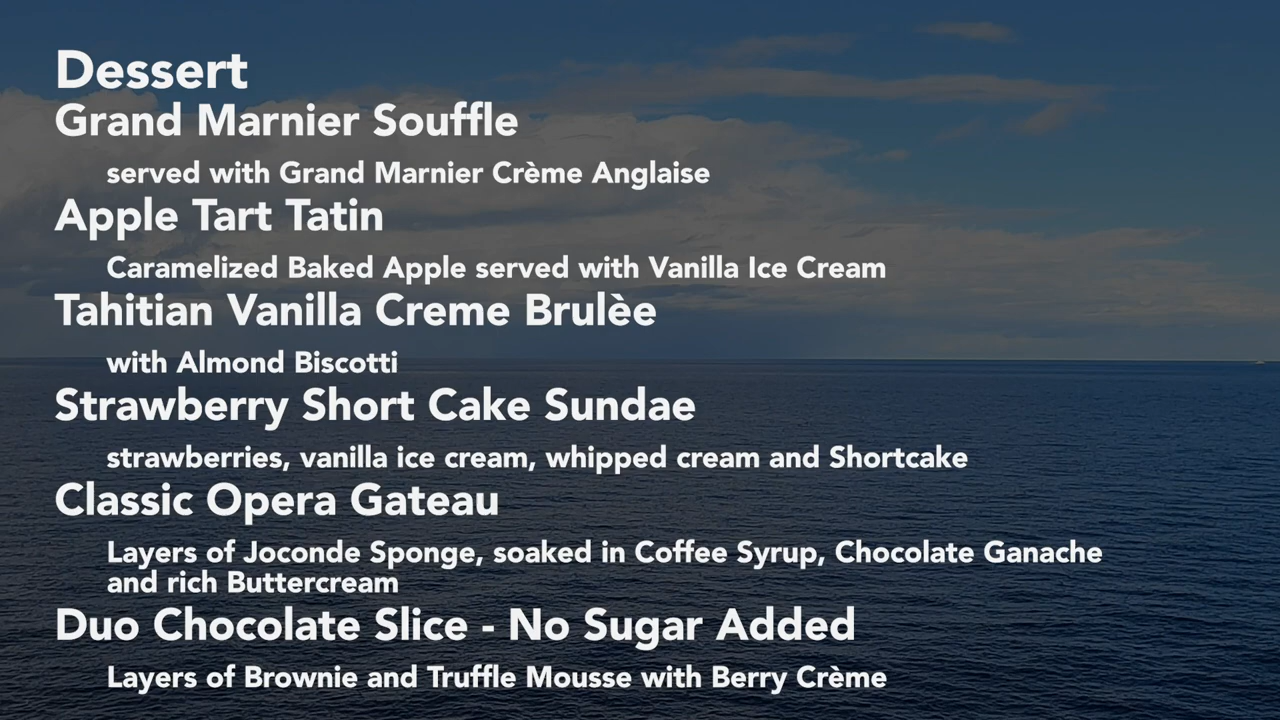 Dessert
Grand Marnier Souffle
served with Grand Marnier Crème Anglaise
Apple Tart Tatin
Caramelized Baked Apple served with Vanilla Ice Cream
Tahitian Vanilla Creme Brulèe
with Almond Biscotti
Strawberry Short Cake Sundae
strawberries, vanilla ice cream, whipped cream and Shortcake
Classic Opera Gateau
Layers of Joconde Sponge, soaked in Coffee Syrup, Chocolate Ganache
and rich Buttercream
Duo Chocolate Slice - No Sugar Added
Layers of Brownie and Truffle Mousse with Berry Crème